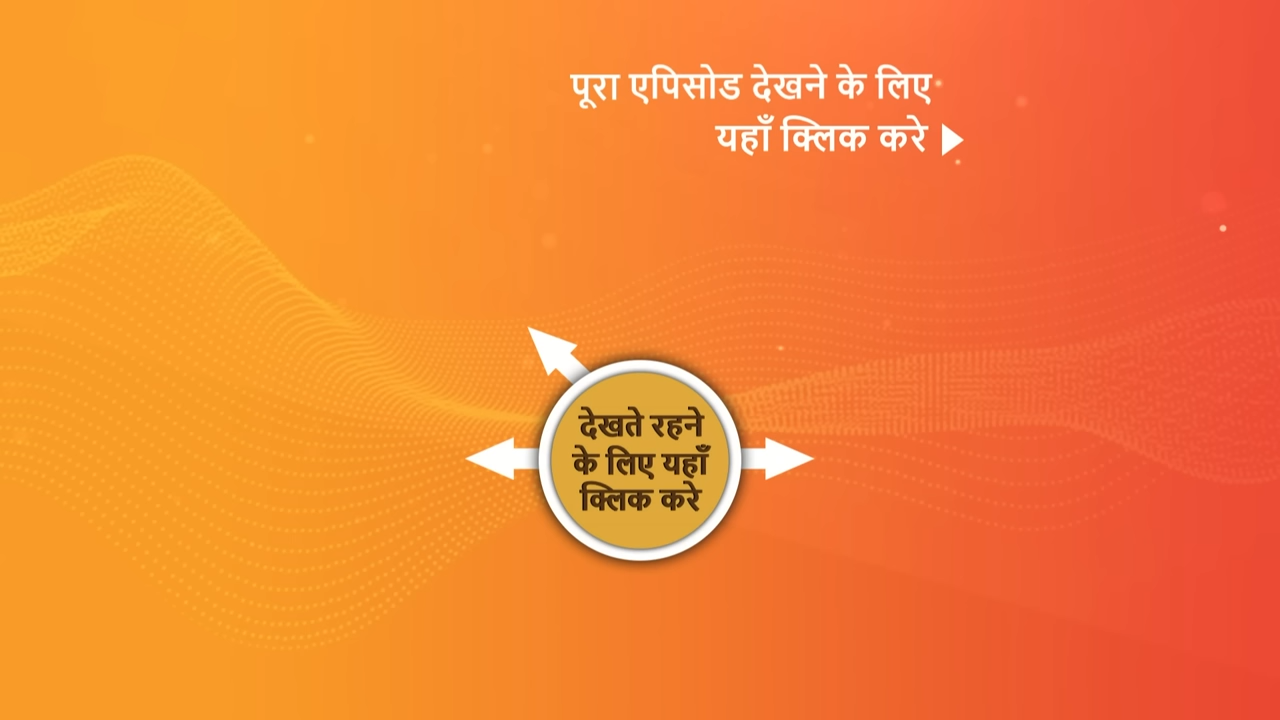 पूरा एपिसोड देखने के लिए
यहाँ क्लिक करे
देखते रहने
के लिए यहाँ
क्लिक करे